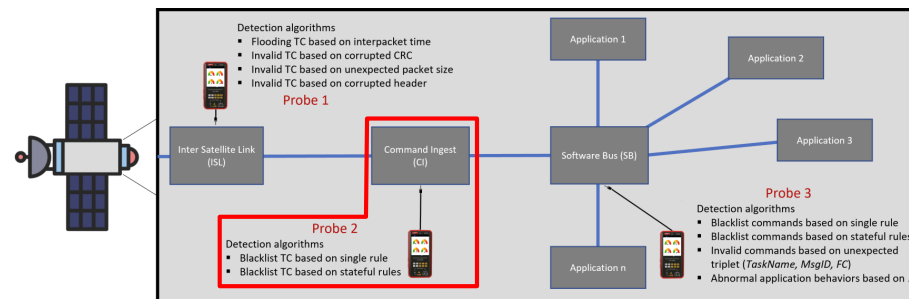 Detection algorithms
• Flooding TC based on interpacket time
• Invalid TC based on corrupted CRC
• Invalid TC based on unexpected packet size
• Invalid TC based on corrupted header
Probe 1
Inter Satellite Link
(ISL)
Command Ingest
(CI)
Probe 2
Detection algorithms
• Blacklist TC based on single rule
• Blacklist TC based on stateful rules
Application 1
Application 2
Application 3
Software Bus (SB)
Application n
Probe 3
Detection algorithms
• Blacklist commands based on single rule
• Blacklist commands based on stateful rules
• Invalid commands based on unexpected
triplet (TaskName, MsgID, FC)
• Abnormal application behaviors based on